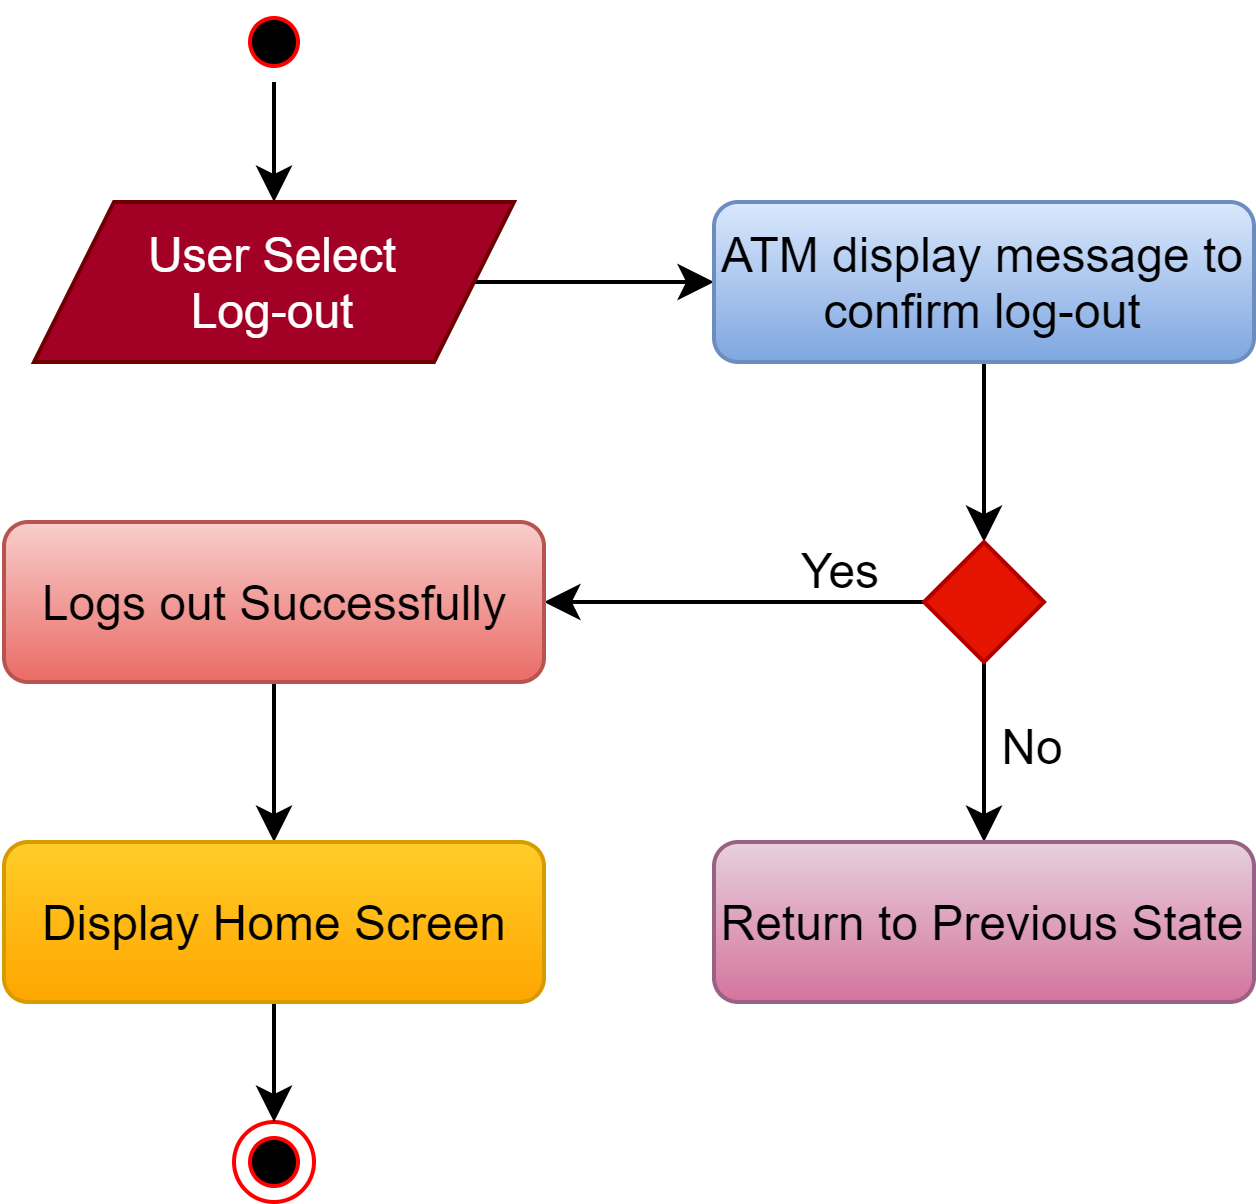 User Select
Log-out
ATM display message to
confirm log-out
Yes
Logs out Successfully
No
Display Home Screen
Return to Previous State